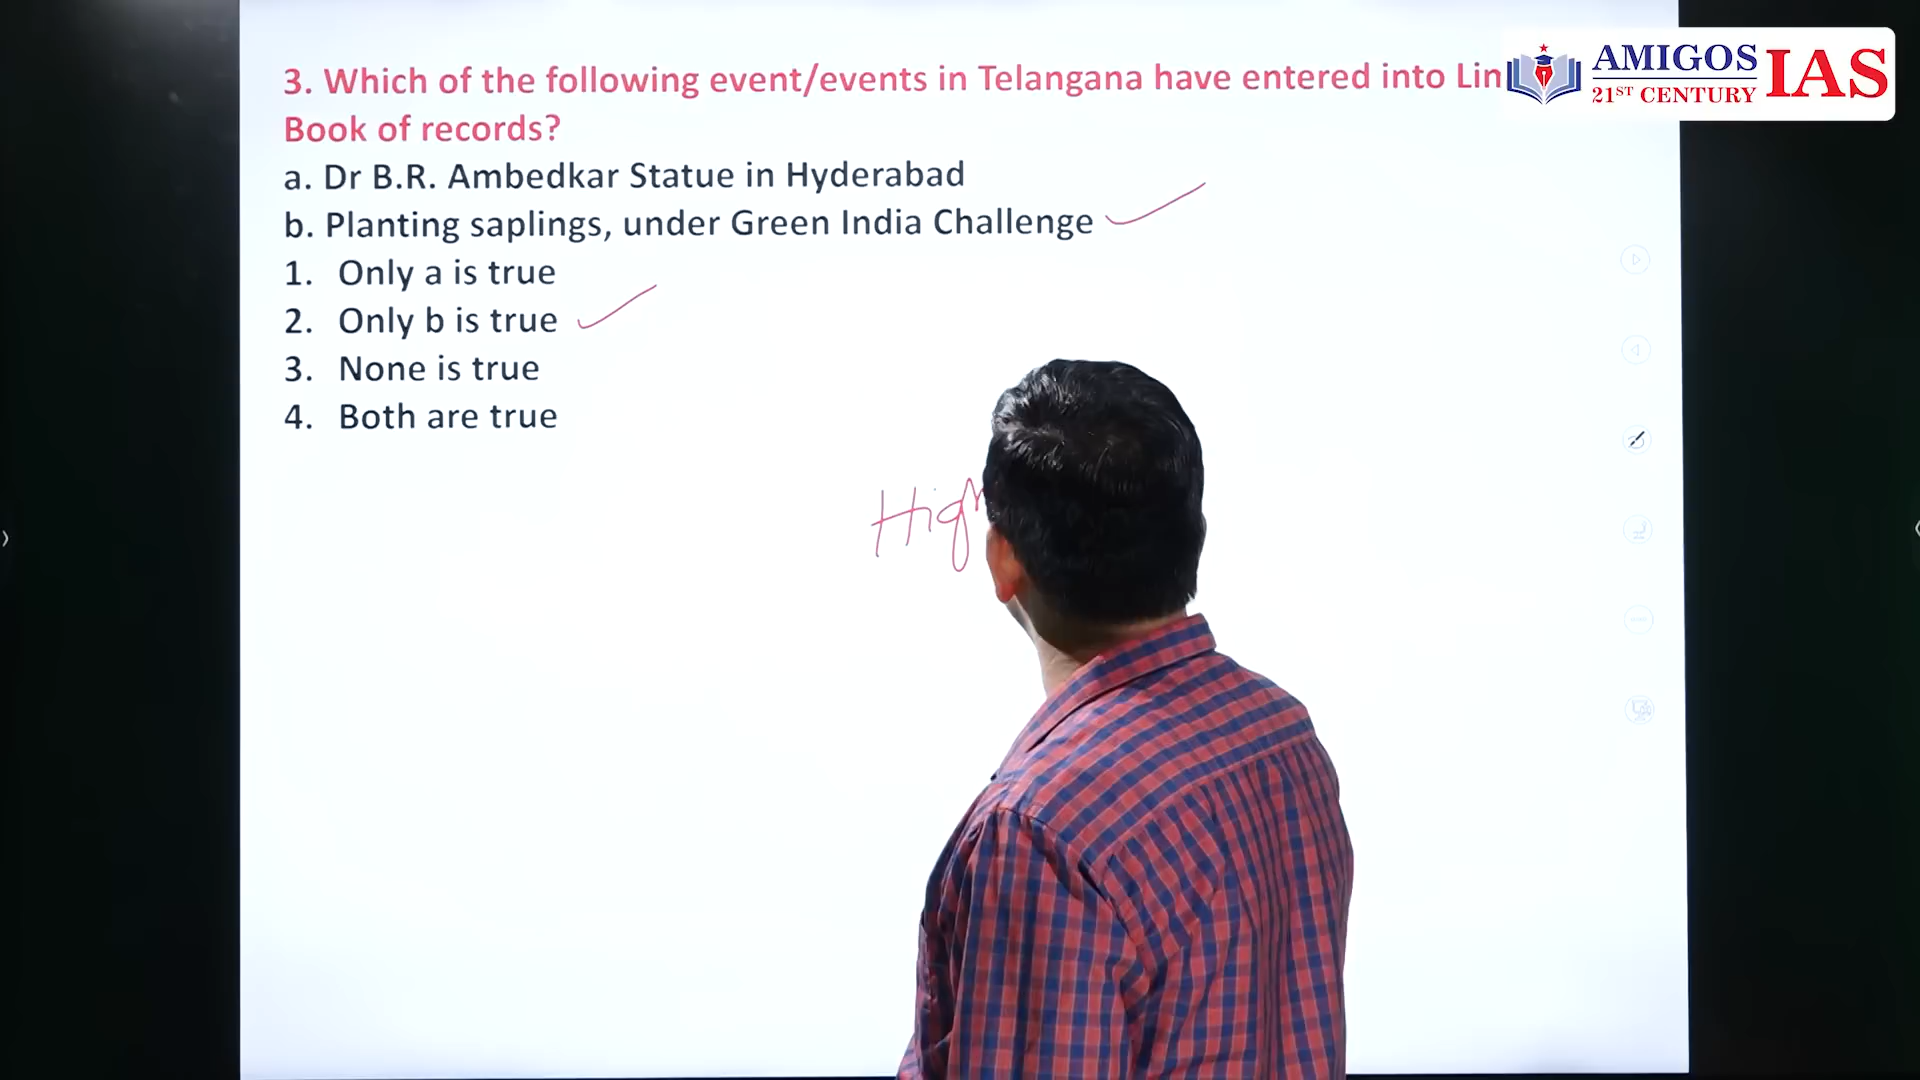 3. Which of the following event/events in Telangana have entered into Lin
Book of records?
a. Dr B.R. Ambedkar Statue in Hyderabad
b. Planting saplings, under Green India Challenge
1. Only a is true
2. Only b is true
3. None is true
4. Both are true
High
AMIGOS
21ST CENTURY
IAS